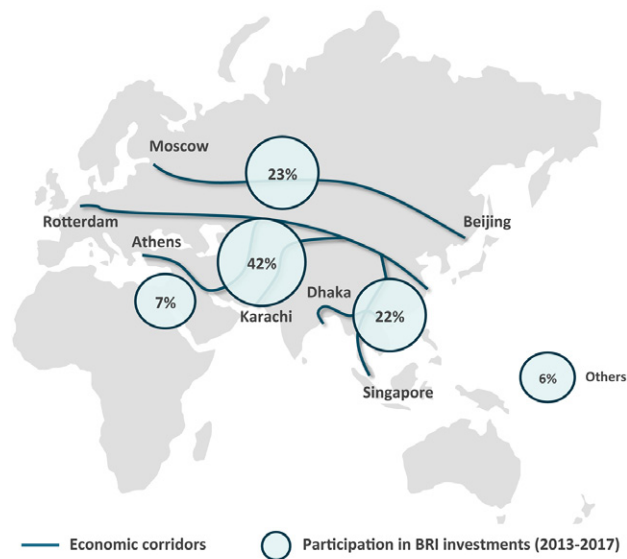 Moscow
23%
Rotterdam
Beijing
Athens
42%
7%
Karachi
Dhaka
22%
Singapore
6%
Others
Economic corridors
Participation in BRI investments (2013-2017)